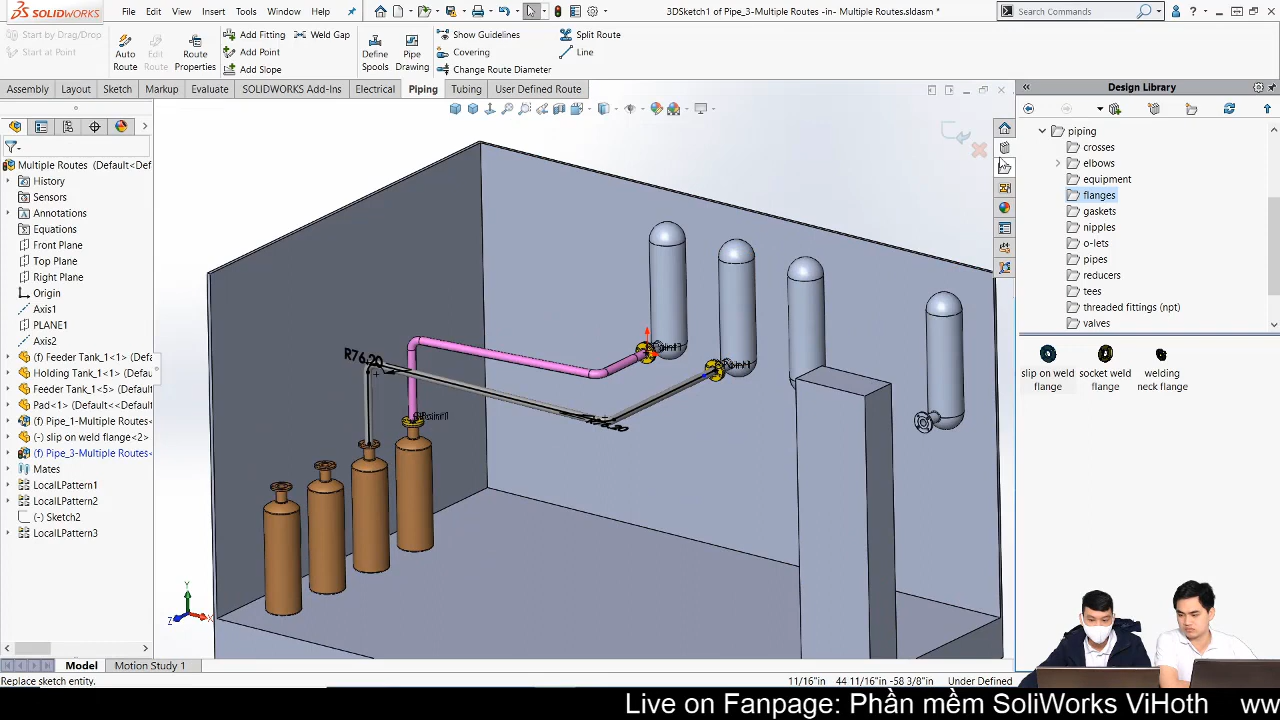 SOLIDWORKS File Edit View Insert Tools Window 3DSketch1 of Pipe_3-Multiple Routes -in- Multiple Routes.sldasm * Search Commands
Start by Drag/Drop
Start at Point
Auto Route
Edit Route
Route Properties
Add Fitting
Add Point
Add Slope
Weld Gap
Define Spools
Pipe Drawing
Show Guidelines
Covering
Change Route Diameter
Split Route
Line
Assembly Layout Sketch Markup Evaluate SOLIDWORKS Add-Ins Electrical Piping Tubing User Defined Route
Design Library
Multiple Routes (Default<Def
History
Sensors
Annotations
Equations
Front Plane
Top Plane
Right Plane
Origin
Axis1
PLANE1
Axis2
(f) Feeder Tank_1<1> (Defa
Holding Tank_1<1> (Defau
Feeder Tank_1<5> (Defaul
Pad<1> (Default<<Default
(f) Pipe_1-Multiple Routes<
(-) slip on weld flange<2>
(f) Pipe_3-Multiple Routes<
Mates
LocalLPattern1
LocalLPattern2
(-) Sketch2
LocalLPattern3
R76.20
piping
crosses
elbows
equipment
flanges
gaskets
nipples
o-lets
pipes
reducers
tees
threaded fittings (npt)
valves
slip on weld flange
socket weld flange
welding neck flange
Y
X
Z
Model Motion Study 1
Replace sketch entity. 11/16"in 44 11/16"in -58 3/8"in Under Defined
Live on Fanpage: Phần mềm SoliWorks ViHoth ww